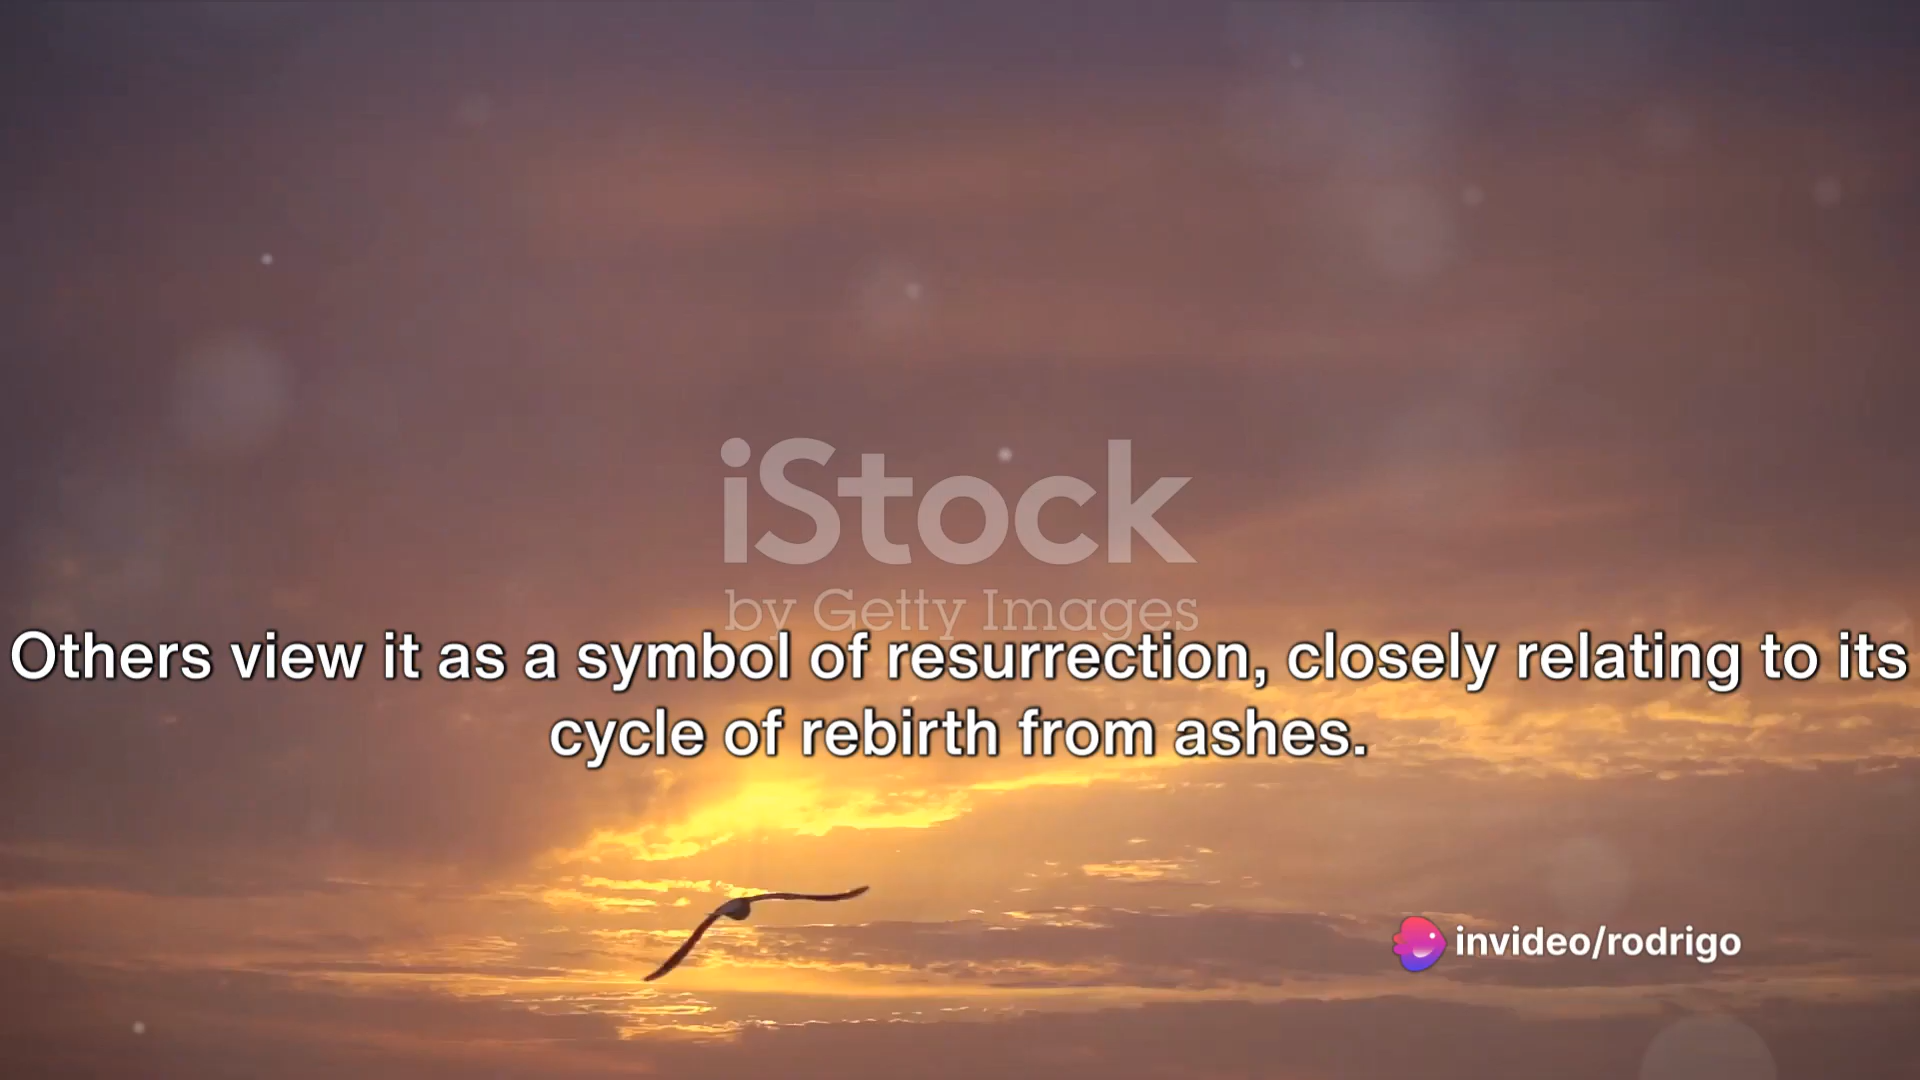 iStock
by Getty Images
Others view it as a symbol of resurrection, closely relating to its
cycle of rebirth from ashes.
invideo/rodrigo